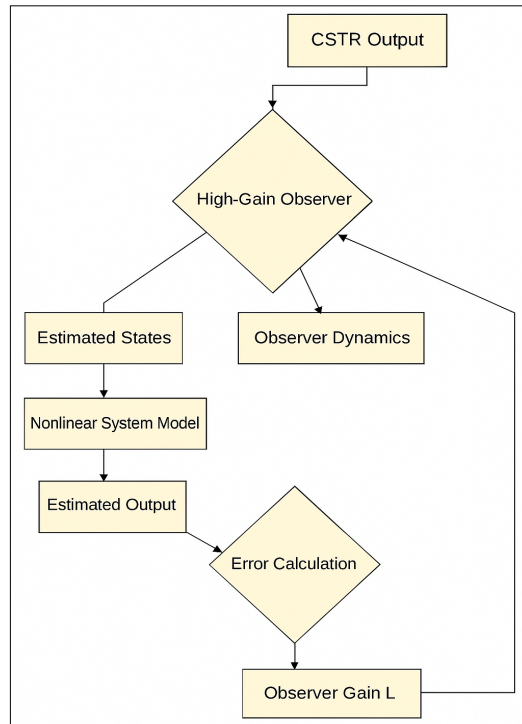 CSTR Output
High-Gain Observer
Estimated States
Observer Dynamics
Nonlinear System Model
Estimated Output
Error Calculation
Observer Gain L